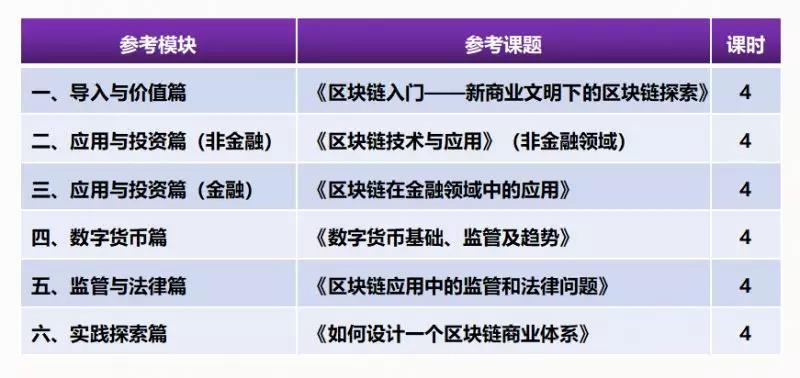 参考模块 参考课题 课时
一、导入与价值篇 《区块链入门——新商业文明下的区块链探索》 4
二、应用与投资篇（非金融） 《区块链技术与应用》（非金融领域） 4
三、应用与投资篇（金融） 《区块链在金融领域中的应用》 4
四、数字货币篇 《数字货币基础、监管及趋势》 4
五、监管与法律篇 《区块链应用中的监管和法律问题》 4
六、实践探索篇 《如何设计一个区块链商业体系》 4